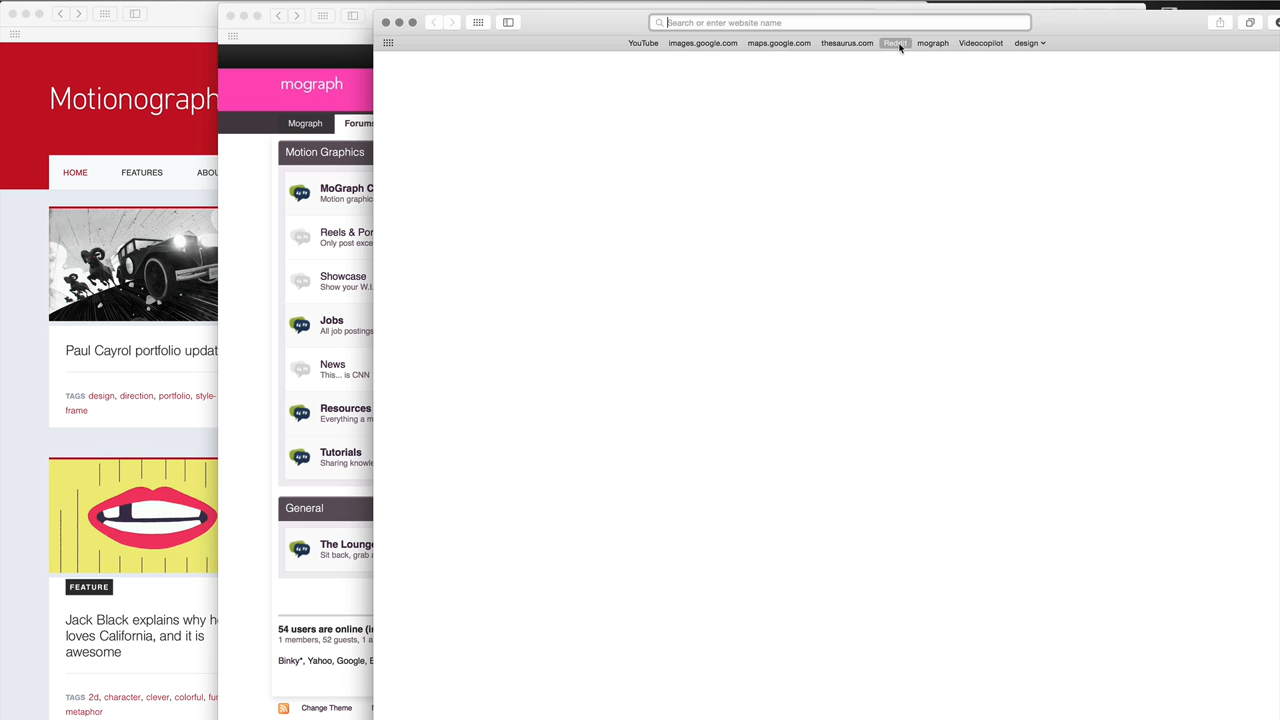 Search or enter website name
YouTube images.google.com maps.google.com thesaurus.com Reddit mograph Videocopilot design
Motionograph
HOME FEATURES ABOU
Paul Cayrol portfolio updat
TAGS design, direction, portfolio, style-
frame
FEATURE
Jack Black explains why he
loves California, and it is
awesome
TAGS 2d, character, clever, colorful, fun
metaphor
mograph
Mograph Forums
Motion Graphics
MoGraph C
Motion graphic
Reels & Por
Only post exce
Showcase
Show your W.I.
Jobs
All job postings
News
This... is CNN
Resources
Everything a m
Tutorials
Sharing knowle
General
The Lounge
Sit back, grab a
54 users are online (in
1 members, 52 guests, 1 a
Binky*, Yahoo, Google, B
Change Theme